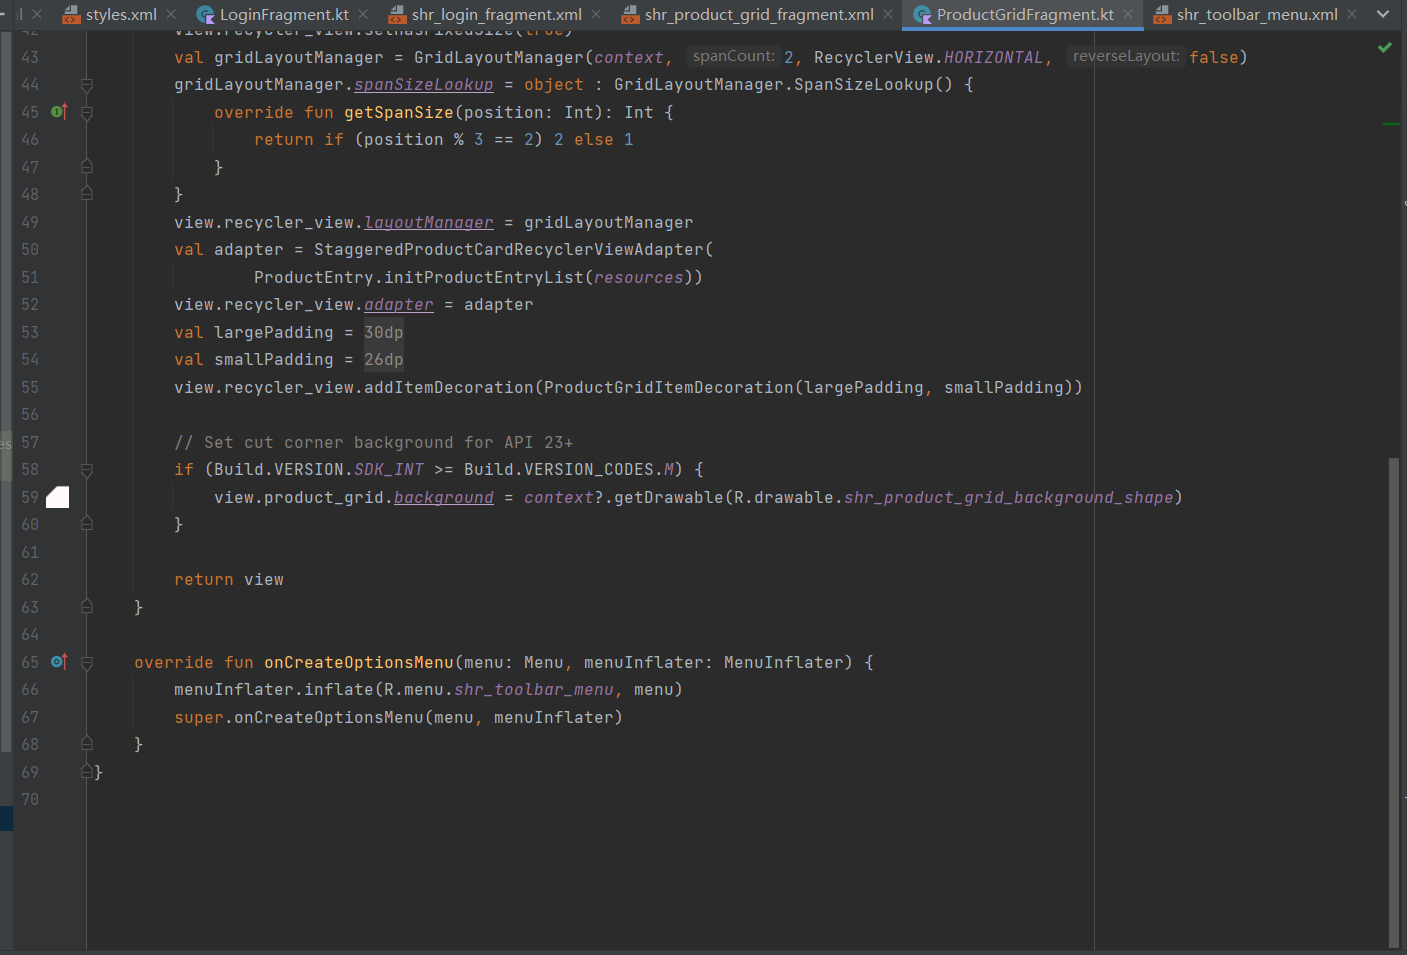 styles.xml LoginFragment.kt shr_login_fragment.xml shr_product_grid_fragment.xml ProductGridFragment.kt shr_toolbar_menu.xml
42 view.recycler_view.setHasFixedSize(true)
43 val gridLayoutManager = GridLayoutManager(context, spanCount: 2, RecyclerView.HORIZONTAL, reverseLayout: false)
44 gridLayoutManager.spanSizeLookup = object : GridLayoutManager.SpanSizeLookup() {
45 override fun getSpanSize(position: Int): Int {
46 return if (position % 3 == 2) 2 else 1
47 }
48 }
49 view.recycler_view.layoutManager = gridLayoutManager
50 val adapter = StaggeredProductCardRecyclerViewAdapter(
51 ProductEntry.initProductEntryList(resources))
52 view.recycler_view.adapter = adapter
53 val largePadding = 30dp
54 val smallPadding = 26dp
55 view.recycler_view.addItemDecoration(ProductGridItemDecoration(largePadding, smallPadding))
56
57 // Set cut corner background for API 23+
58 if (Build.VERSION.SDK_INT >= Build.VERSION_CODES.M) {
59 view.product_grid.background = context?.getDrawable(R.drawable.shr_product_grid_background_shape)
60 }
61
62 return view
63 }
64
65 override fun onCreateOptionsMenu(menu: Menu, menuInflater: MenuInflater) {
66 menuInflater.inflate(R.menu.shr_toolbar_menu, menu)
67 super.onCreateOptionsMenu(menu, menuInflater)
68 }
69 }
70